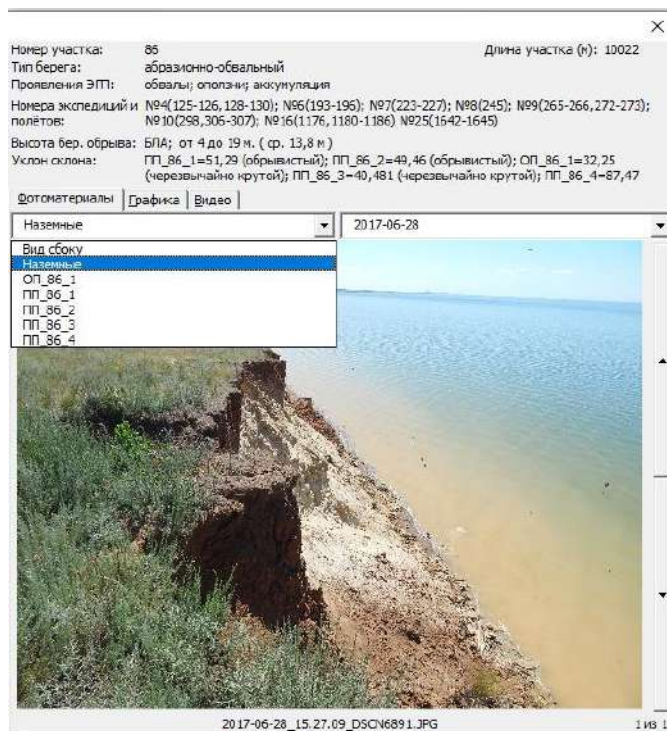 Номер участка: 86 Длина участка (м): 10022
Тип берега: абразионно-обвальный
Проявления ЭГП: обвалы; оползни; аккумуляция
Номера экспедиций и №4(125-126,128-130); №6(193-196); №7(223-227); №8(245); №9(265-266,272-273);
полётов: №10(298,306-307); №16(1176,1180-1186) №25(1642-1645)
Высота бер. обрыва: БЛА; от 4 до 19 м. ( ср. 13,8 м )
Уклон склона: ПП_86_1=51,29 (обрывистый); ПП_86_2=49,46 (обрывистый); ОП_86_1=32,25
(черезвычайно крутой); ПП_86_3=40,481 (черезвычайно крутой); ПП_86_4=87,47
Фотоматериалы Графика Видео
Наземные 2017-06-28
Вид сбоку
Наземные
ОП_86_1
ПП_86_1
ПП_86_2
ПП_86_3
ПП_86_4
2017-06-28_15.27.09_DSCN6891.JPG 1 из 1